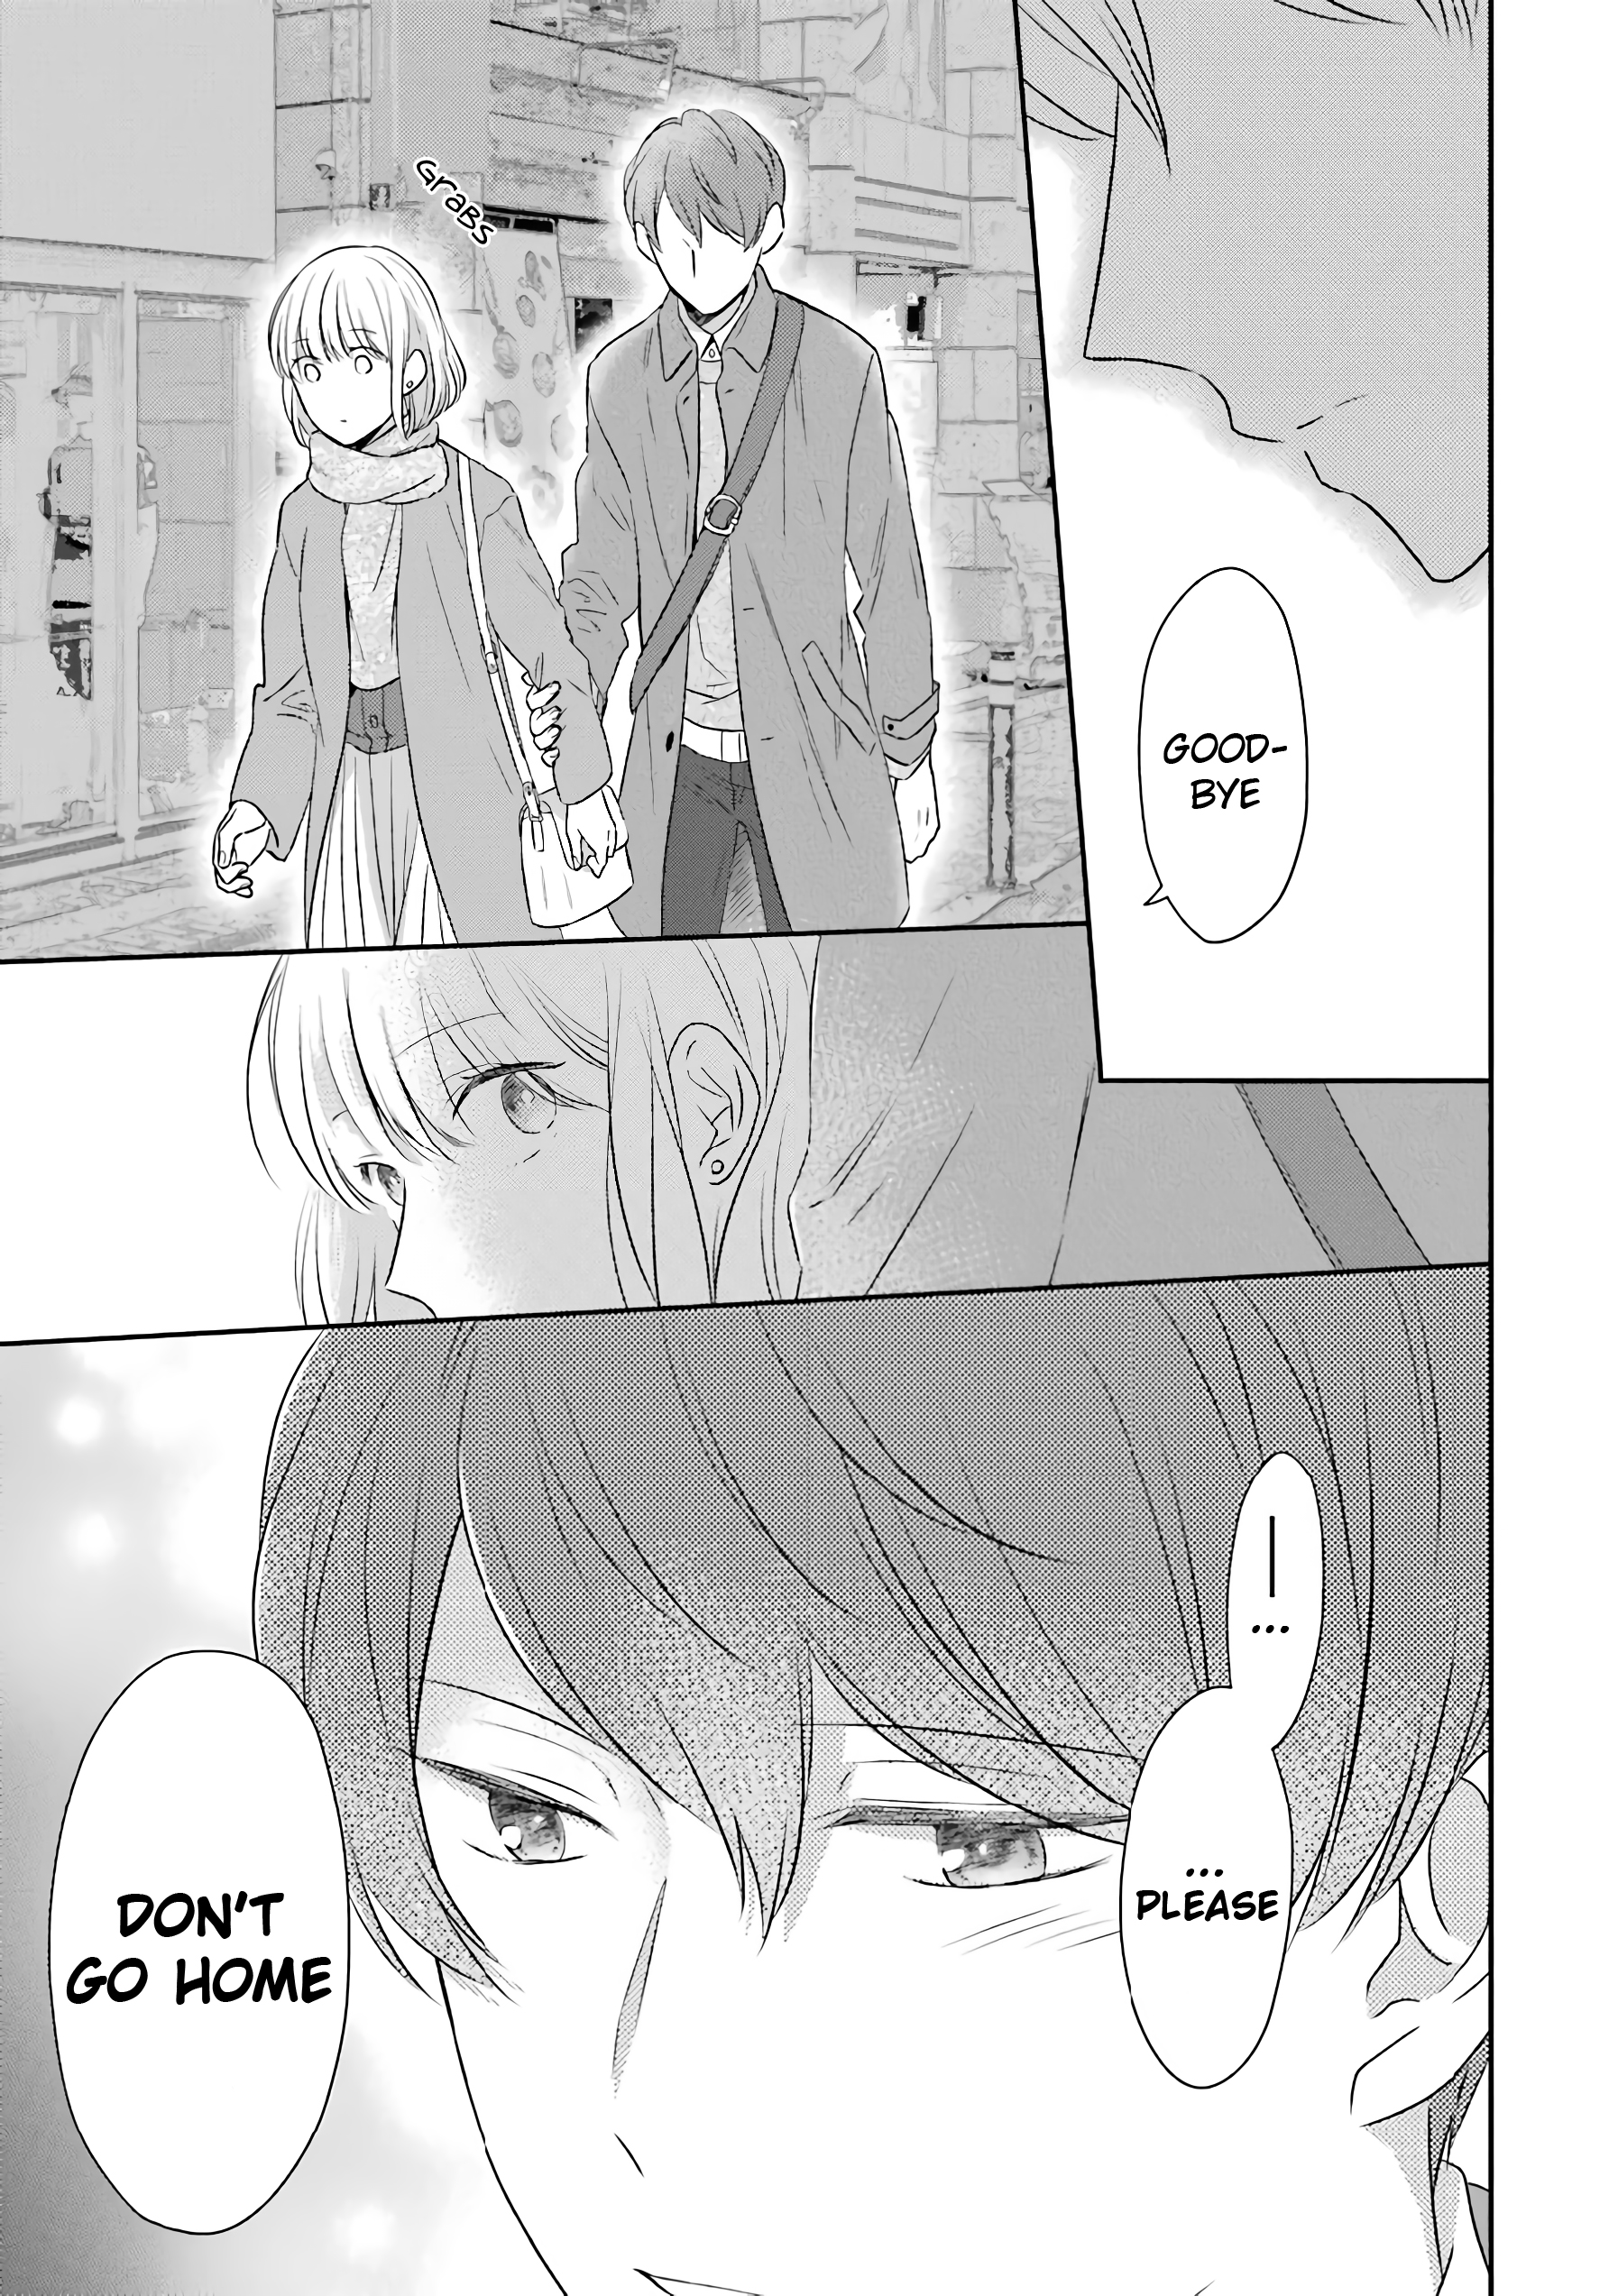 GOOD-
BYE
GRABS
I
...
...
PLEASE
DON'T
GO HOME